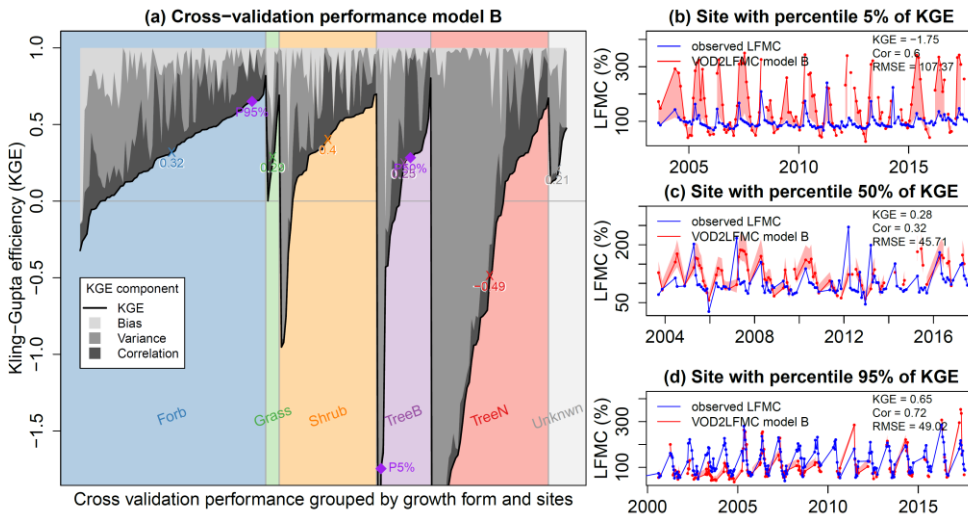 (a) Cross−validation performance model B
Kling−Gupta efficiency (KGE)
1.0
0.5
0.0
−0.5
−1.0
−1.5
P95%
0.32
0.4
P50%
−0.49
0.21
KGE component
KGE
Bias
Variance
Correlation
Forb
Grass
Shrub
TreeB
TreeN
Unknwn
P5%
Cross validation performance grouped by growth form and sites
(b) Site with percentile 5% of KGE
LFMC (%)
300
100
observed LFMC
VOD2LFMC model B
KGE = −1.75
Cor = 0.6
RMSE = 107.37
2005
2010
2015
(c) Site with percentile 50% of KGE
LFMC (%)
200
50
observed LFMC
VOD2LFMC model B
KGE = 0.28
Cor = 0.32
RMSE = 45.71
2004
2008
2012
2016
(d) Site with percentile 95% of KGE
LFMC (%)
300
100
observed LFMC
VOD2LFMC model B
KGE = 0.65
Cor = 0.72
RMSE = 49.02
2000
2005
2010
2015